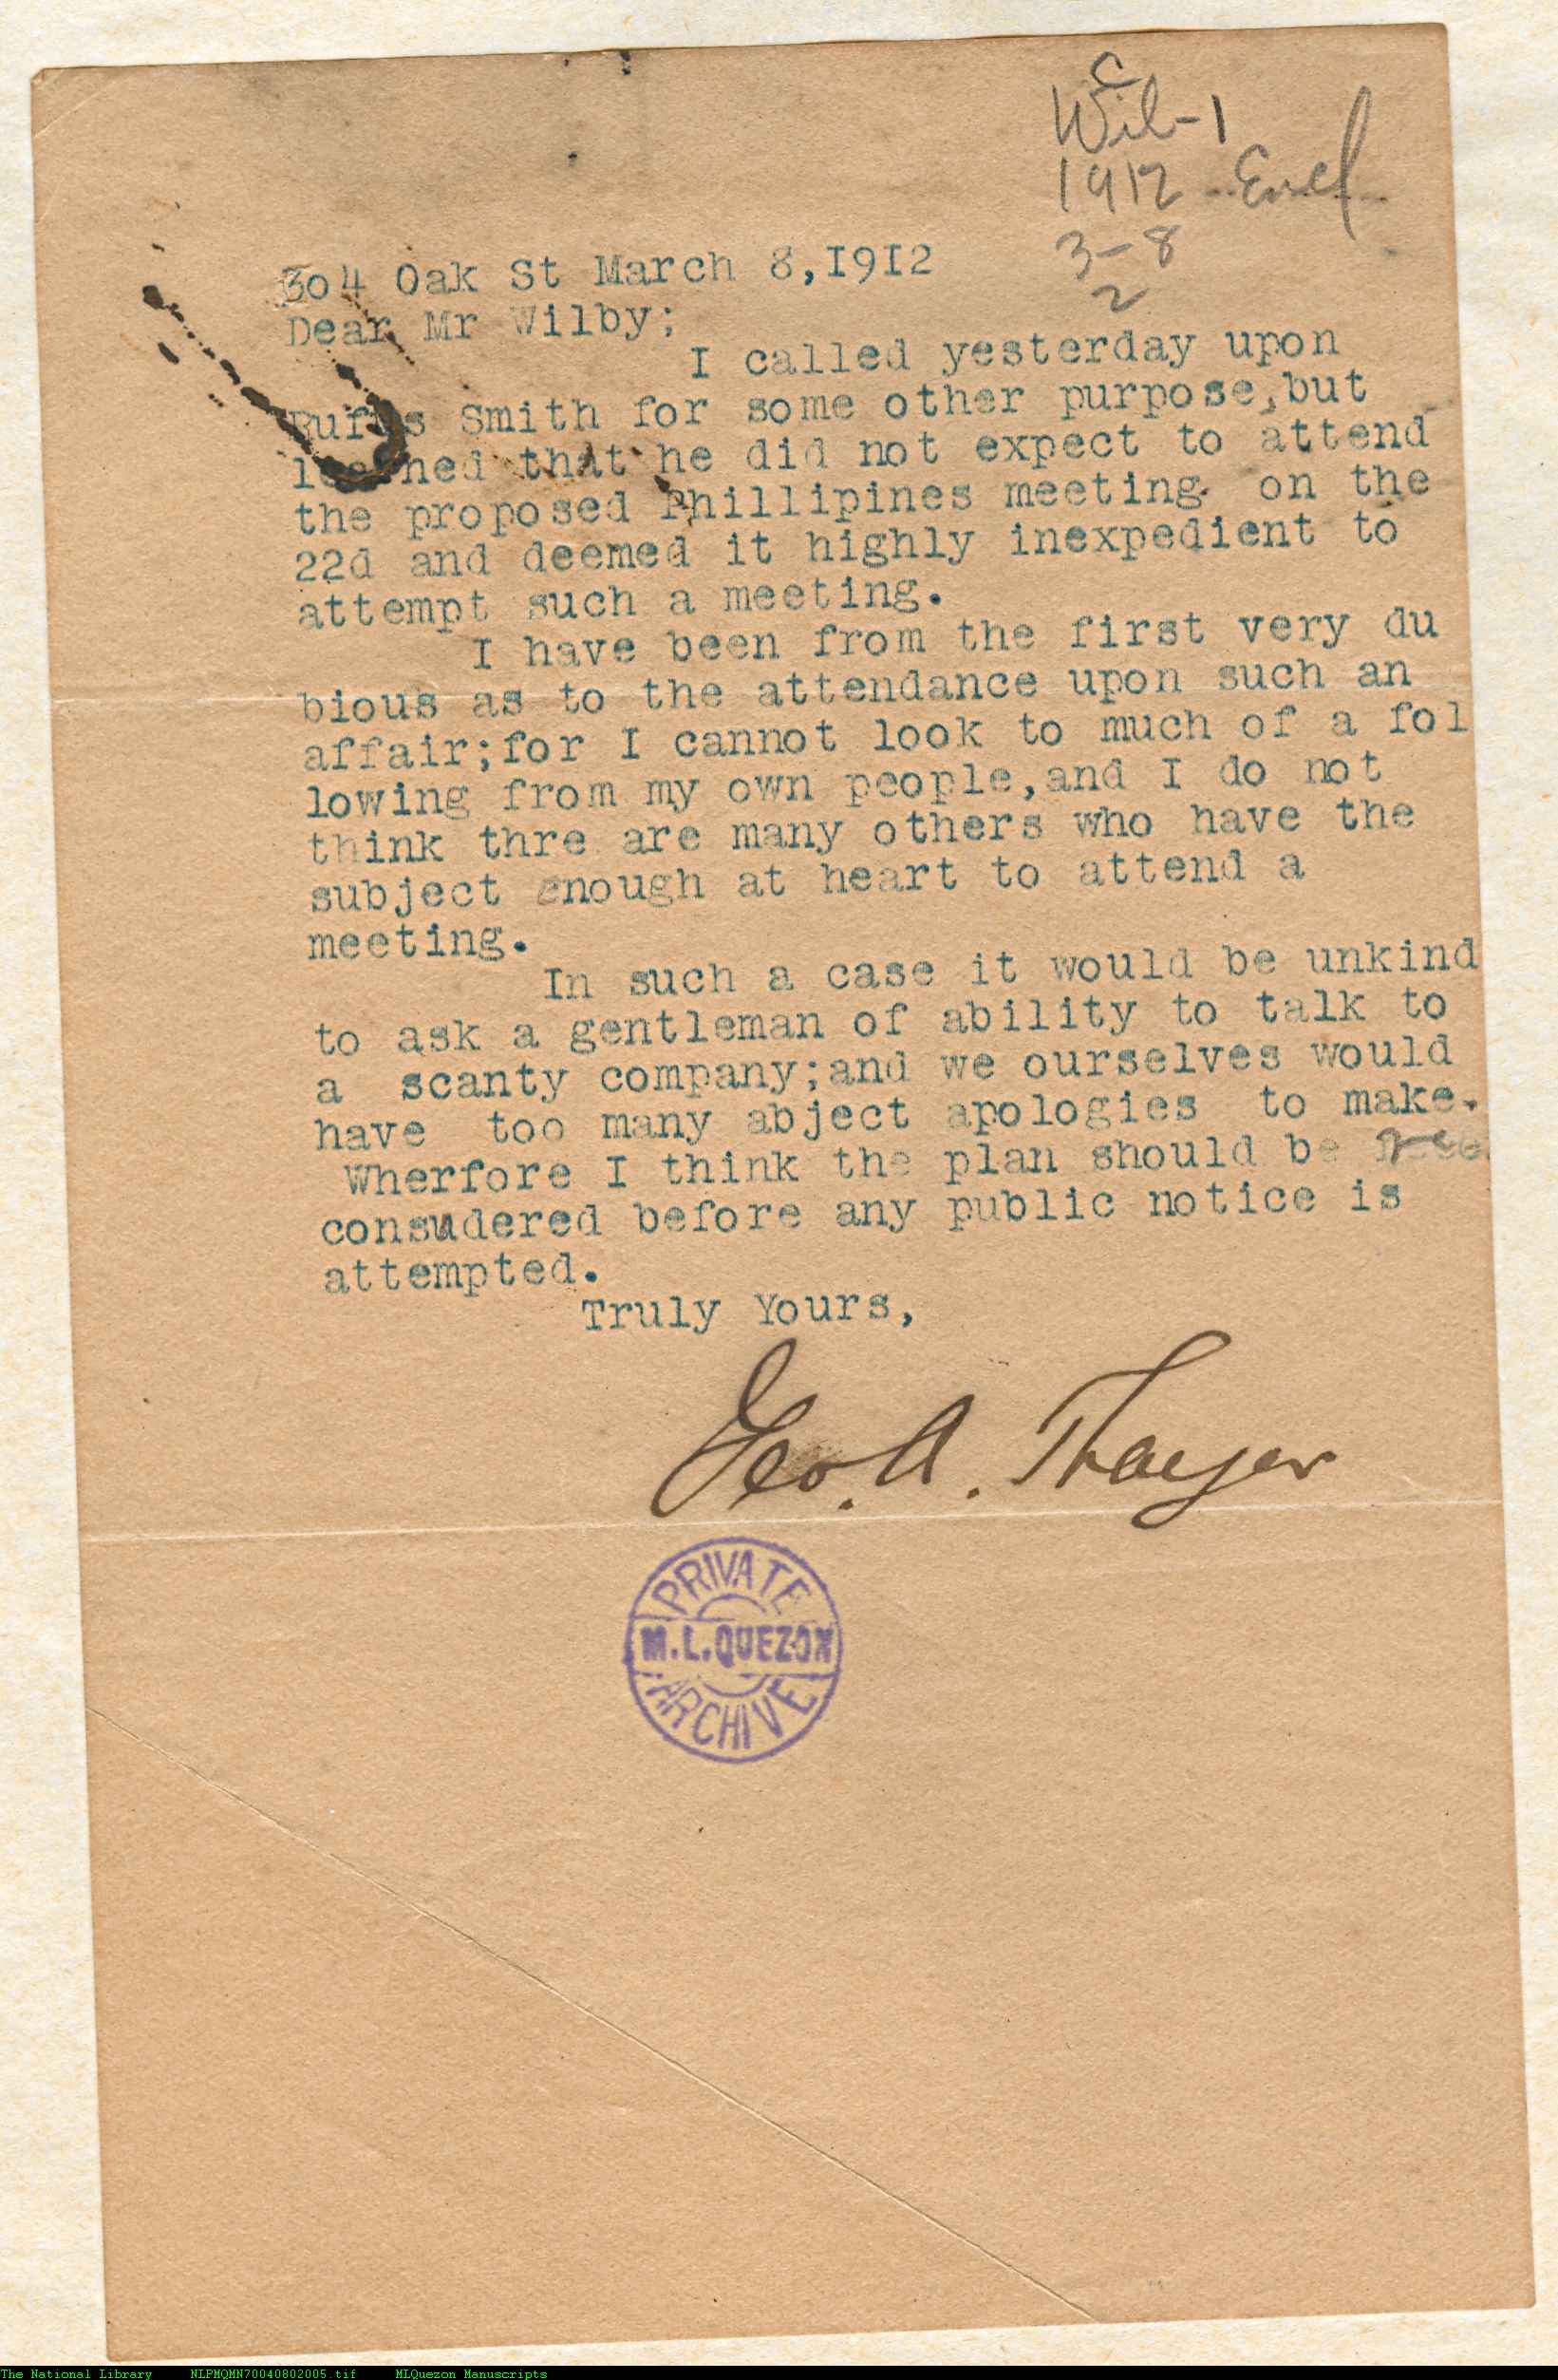 Wil-1
1912 Encl
3-8
2
304 Oak St March 8,1912
Dear Mr Wilby;
I called yesterday upon
Rufus Smith for some other purpose,but
learned that he did not expect to attend
the proposed Phillipines meeting on the
22d and deemed it highly inexpedient to
attempt such a meeting.
I have been from the first very du
bious as to the attendance upon such an
affair;for I cannot look to much of a fol
lowing from my own people,and I do not
think thre are many others who have the
subject enough at heart to attend a
meeting.
In such a case it would be unkind
to ask a gentleman of ability to talk to
a scanty company;and we ourselves would
have too many abject apologies to make.
Wherfore I think the plan should be
consudered before any public notice is
attempted.
Truly Yours,
Geo. A. Thayer
PRIVATE
M.L.QUEZON
ARCHIVE
The National Library NLPMQMN70040802005.tif MLQuezon Manuscripts